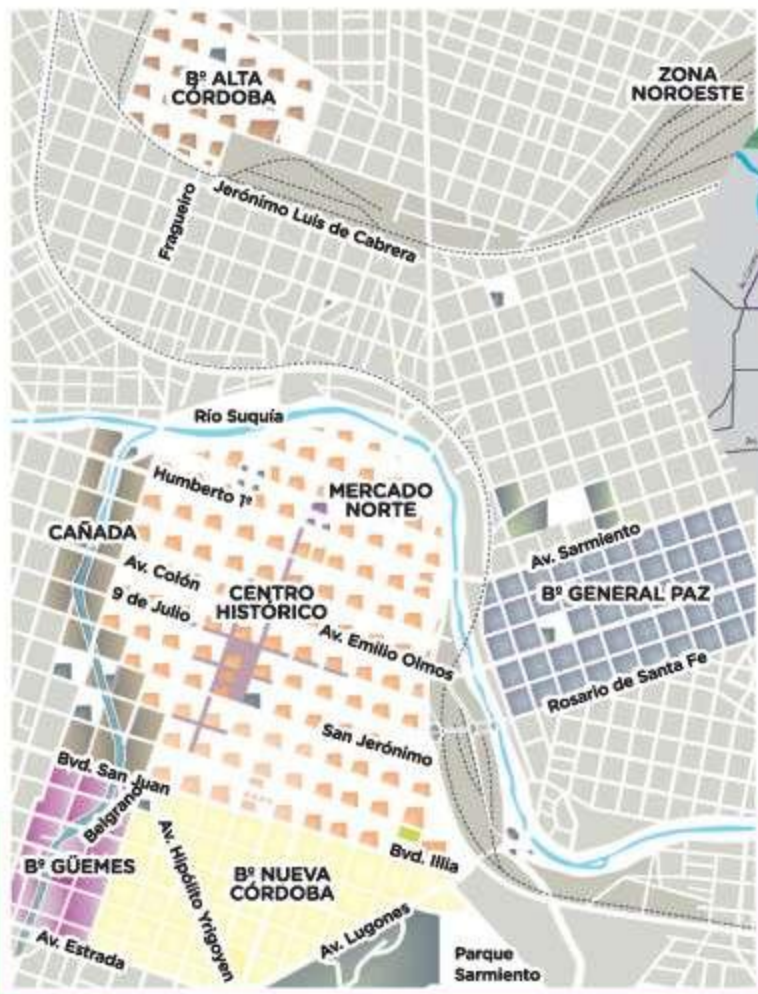 Bº ALTA
CÓRDOBA
ZONA
NOROESTE
Fragueiro
Jerónimo Luis de Cabrera
Río Suquía
Humberto 1º
MERCADO
NORTE
CAÑADA
Av. Colón
9 de Julio
CENTRO
HISTÓRICO
Av. Emilio Olmos
Av. Sarmiento
Bº GENERAL PAZ
Rosario de Santa Fe
San Jerónimo
Bvd. San Juan
Belgrano
Bº GÜEMES
Av. Hipólito Yrigoyen
Bº NUEVA
CÓRDOBA
Bvd. Illia
Av. Estrada
Av. Lugones
Parque
Sarmiento